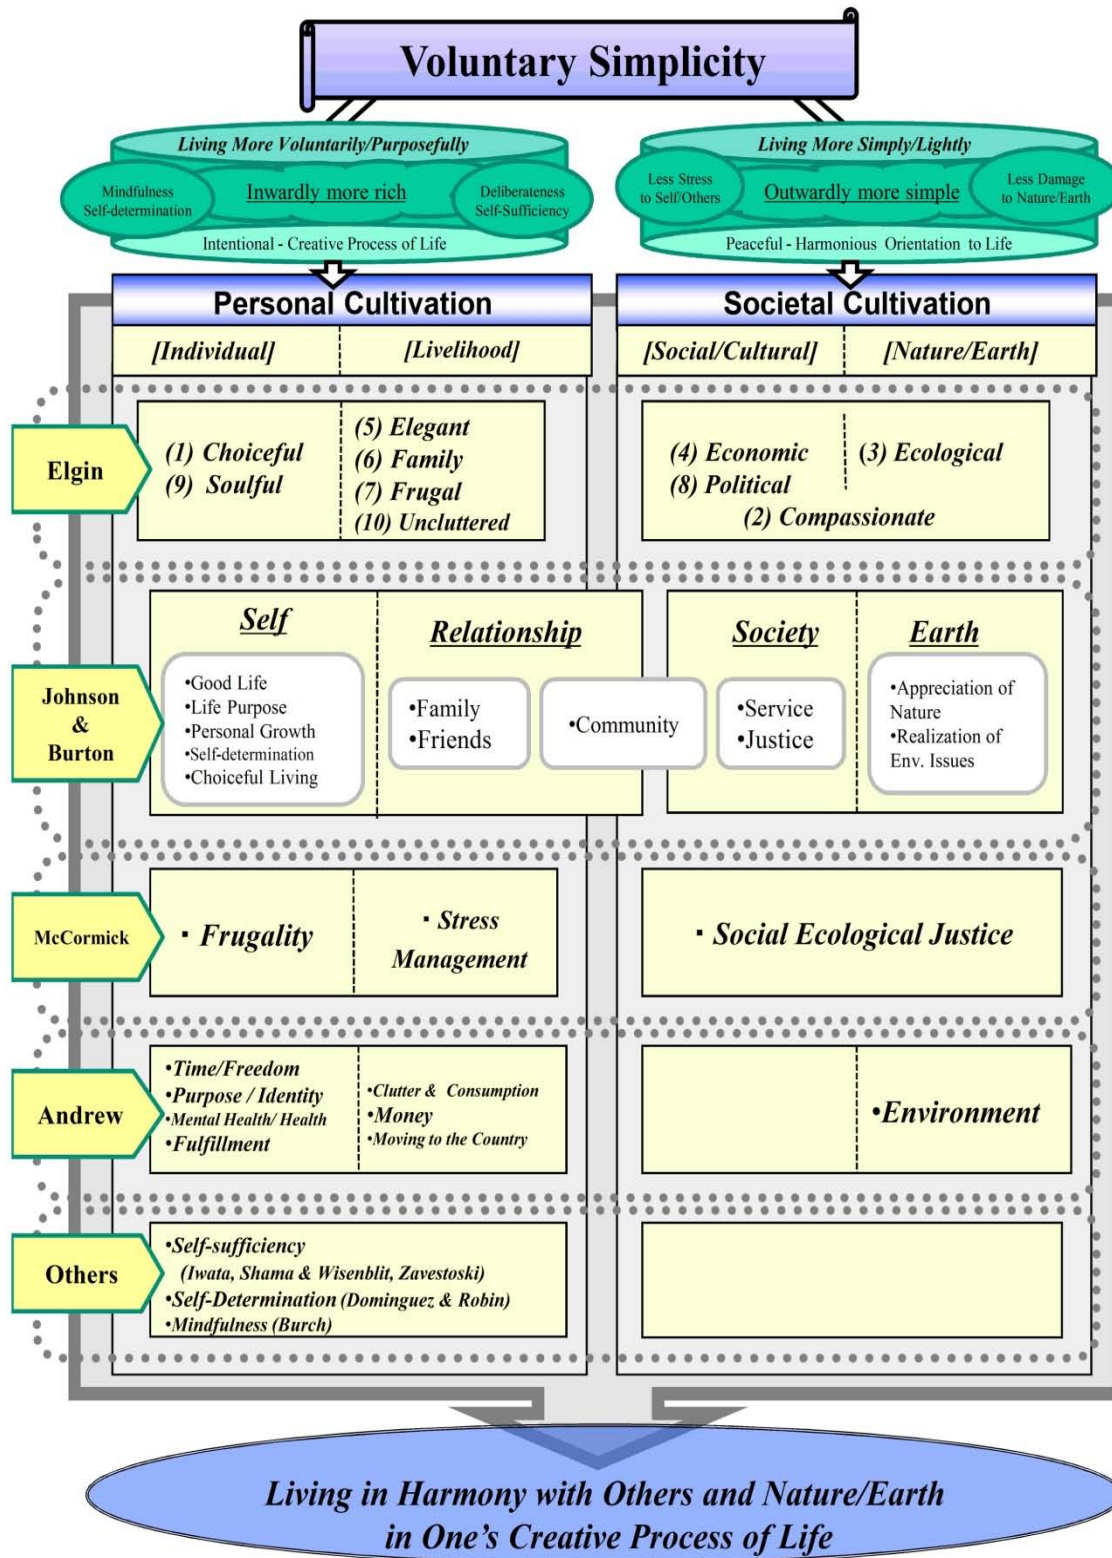 Voluntary Simplicity
Living More Voluntarily/Purposefully
Mindfulness
Self-determination
Inwardly more rich
Deliberateness
Self-Sufficiency
Intentional - Creative Process of Life
Living More Simply/Lightly
Less Stress
to Self/Others
Outwardly more simple
Less Damage
to Nature/Earth
Peaceful - Harmonious Orientation to Life
Personal Cultivation
Societal Cultivation
[Individual]
[Livelihood]
[Social/Cultural]
[Nature/Earth]
Elgin
(1) Choiceful
(9) Soulful
(5) Elegant
(6) Family
(7) Frugal
(10) Uncluttered
(4) Economic
(8) Political
(3) Ecological
(2) Compassionate
Johnson
&
Burton
Self
•Good Life
•Life Purpose
•Personal Growth
•Self-determination
•Choiceful Living
Relationship
•Family
•Friends
•Community
Society
•Service
•Justice
Earth
•Appreciation of
Nature
•Realization of
Env. Issues
McCormick
▪ Frugality
▪ Stress
Management
▪ Social Ecological Justice
Andrew
•Time/Freedom
•Purpose / Identity
•Mental Health/ Health
•Fulfillment
•Clutter & Consumption
•Money
•Moving to the Country
•Environment
Others
•Self-sufficiency
(Iwata, Shama & Wisenblit, Zavestoski)
•Self-Determination (Dominguez & Robin)
•Mindfulness (Burch)
Living in Harmony with Others and Nature/Earth
in One's Creative Process of Life